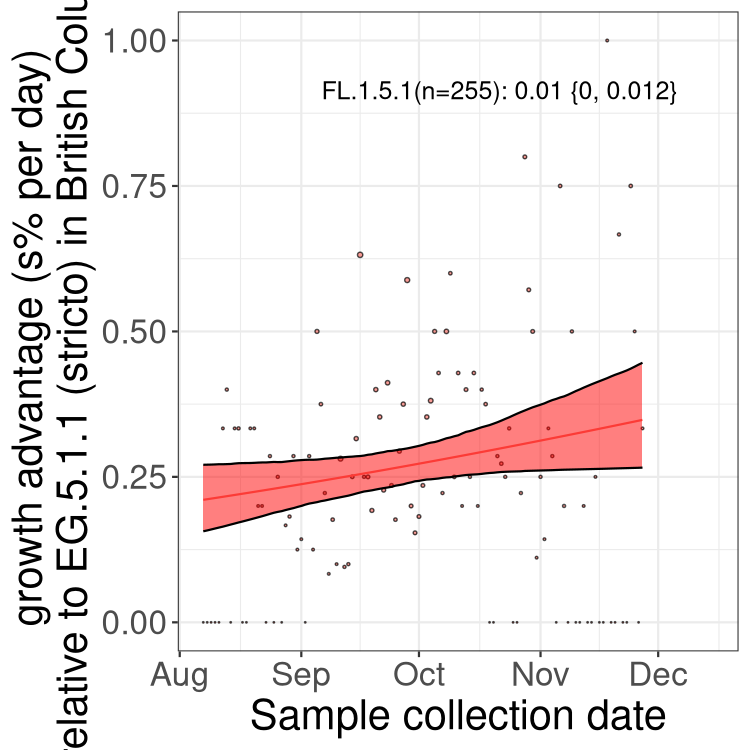 growth advantage (s% per day)
relative to EG.5.1.1 (stricto) in British
1.00
0.75
0.50
0.25
0.00
FL.1.5.1(n=255): 0.01 {0, 0.012}
Aug Sep Oct Nov Dec
Sample collection date